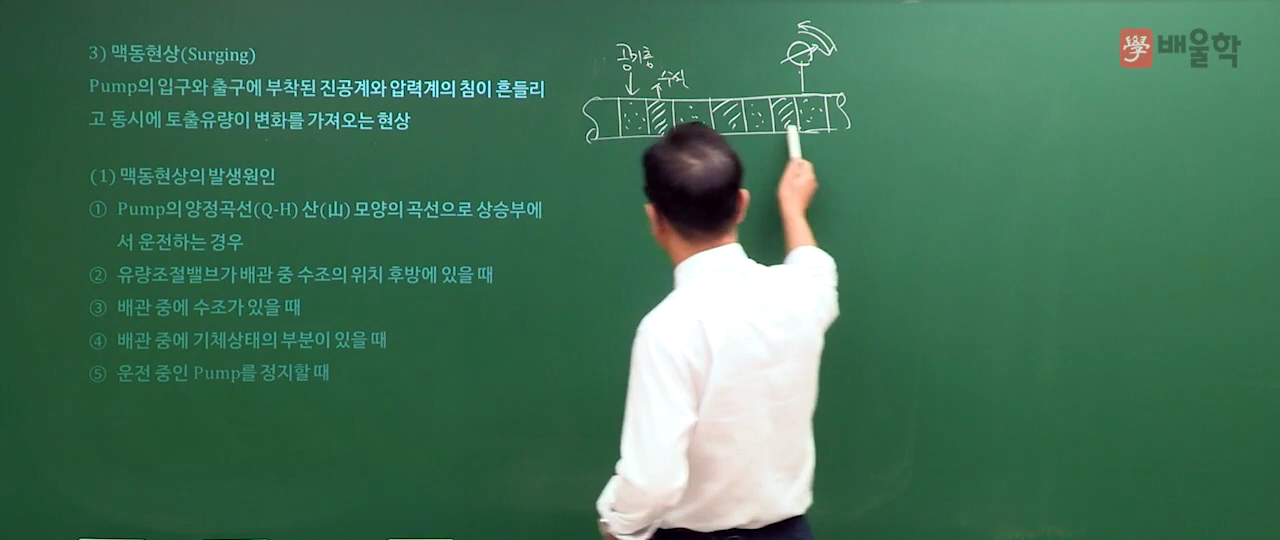 3) 맥동현상(Surging)
Pump의 입구와 출구에 부착된 진공계와 압력계의 침이 흔들리
고 동시에 토출유량이 변화를 가져오는 현상
(1) 맥동현상의 발생원인
① Pump의 양정곡선(Q-H) 산(山) 모양의 곡선으로 상승부에
서 운전하는 경우
② 유량조절밸브가 배관 중 수조의 위치 후방에 있을 때
③ 배관 중에 수조가 있을 때
④ 배관 중에 기체상태의 부분이 있을 때
⑤ 운전 중인 Pump를 정지할 때
공기층
學 배울학